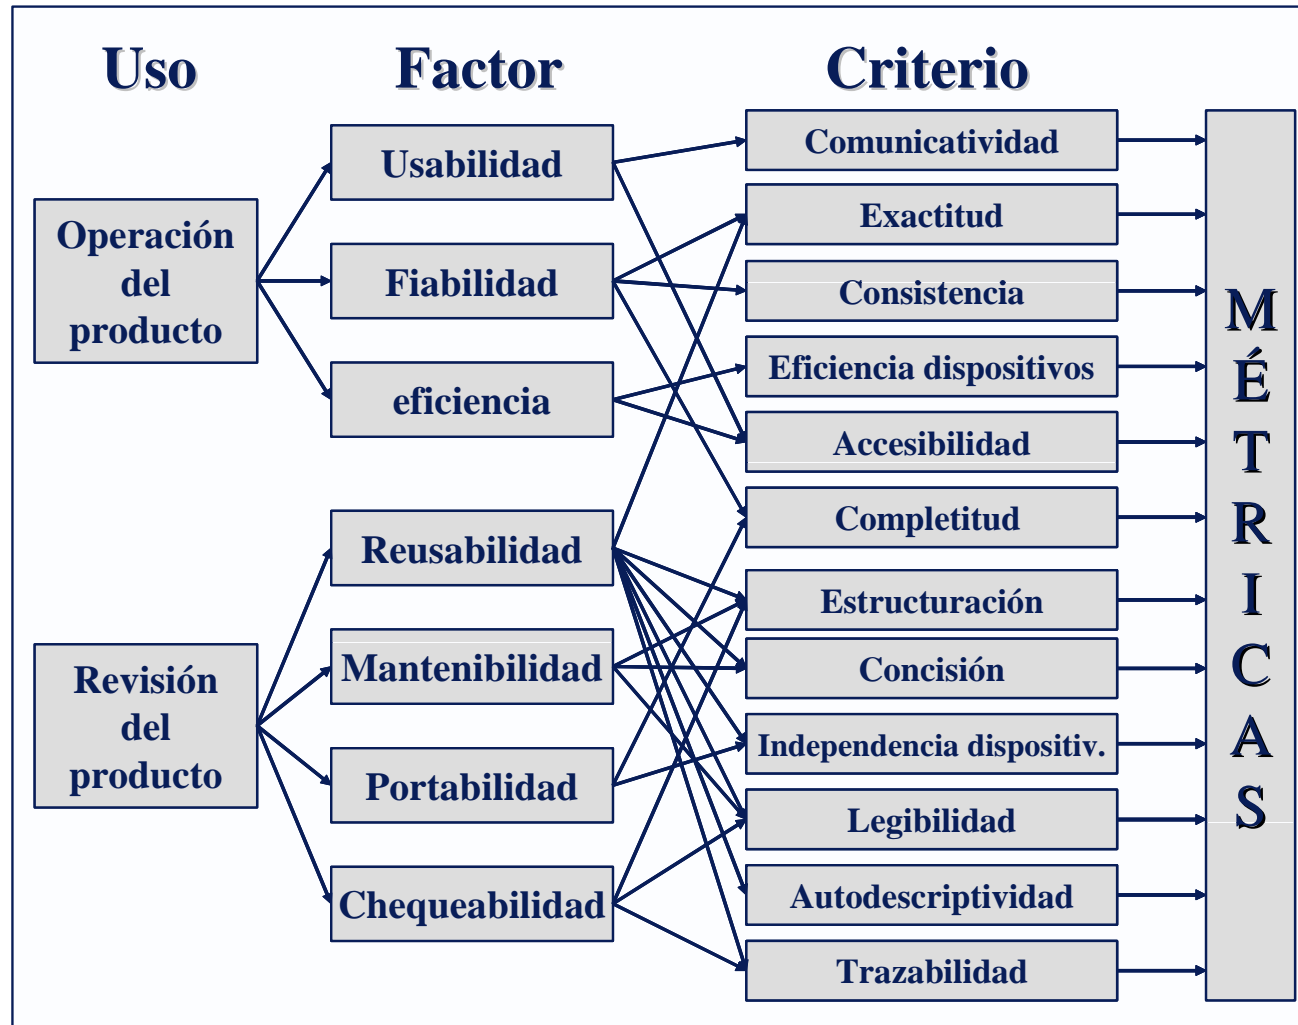 Uso
Factor
Criterio
Operación
del
producto
Revisión
del
producto
Usabilidad
Fiabilidad
eficiencia
Reusabilidad
Mantenibilidad
Portabilidad
Chequeabilidad
Comunicatividad
Exactitud
Consistencia
Eficiencia dispositivos
Accesibilidad
Completitud
Estructuración
Concisión
Independencia dispositiv.
Legibilidad
Autodescriptividad
Trazabilidad
M
É
T
R
I
C
A
S